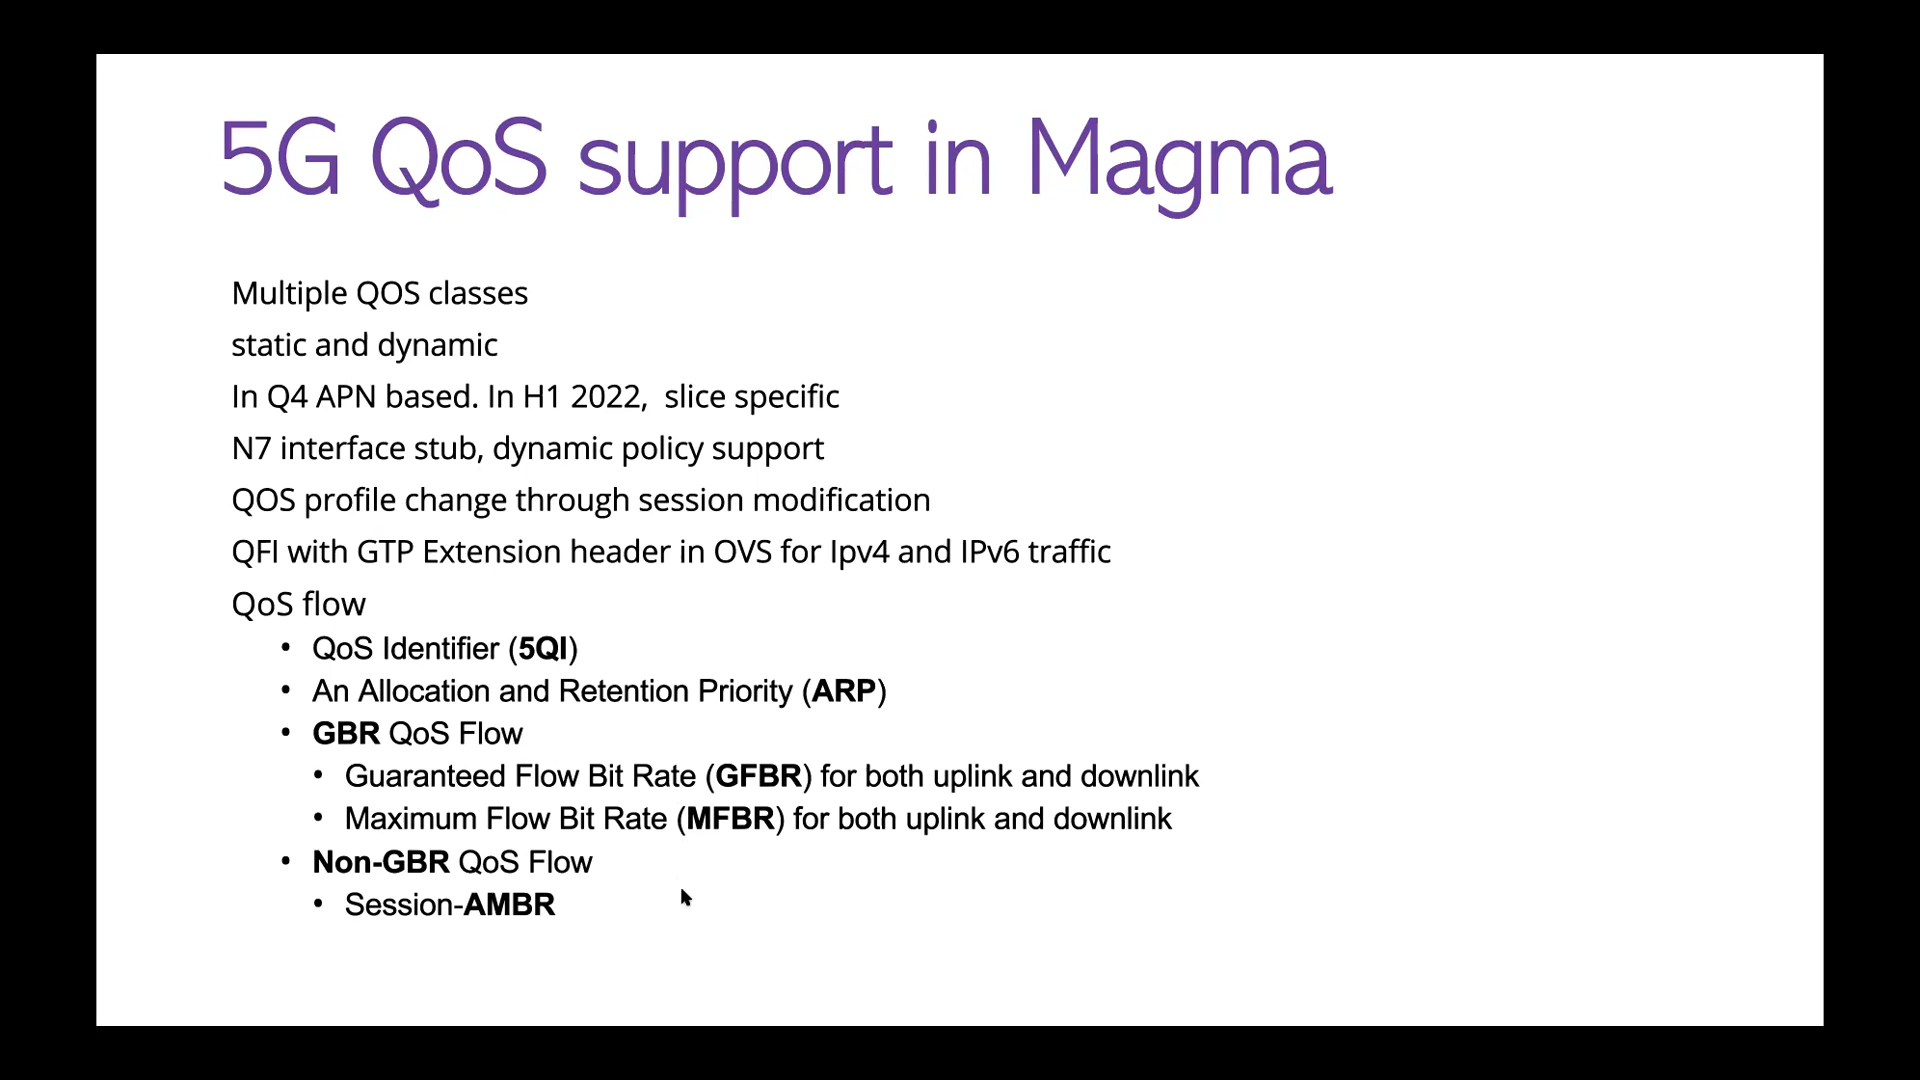 5G QoS support in Magma
Multiple QOS classes
static and dynamic
In Q4 APN based. In H1 2022,  slice specific
N7 interface stub, dynamic policy support
QOS profile change through session modification
QFI with GTP Extension header in OVS for Ipv4 and IPv6 traffic
QoS flow
• QoS Identifier (5QI)
• An Allocation and Retention Priority (ARP)
• GBR QoS Flow
• Guaranteed Flow Bit Rate (GFBR) for both uplink and downlink
• Maximum Flow Bit Rate (MFBR) for both uplink and downlink
• Non-GBR QoS Flow
• Session-AMBR